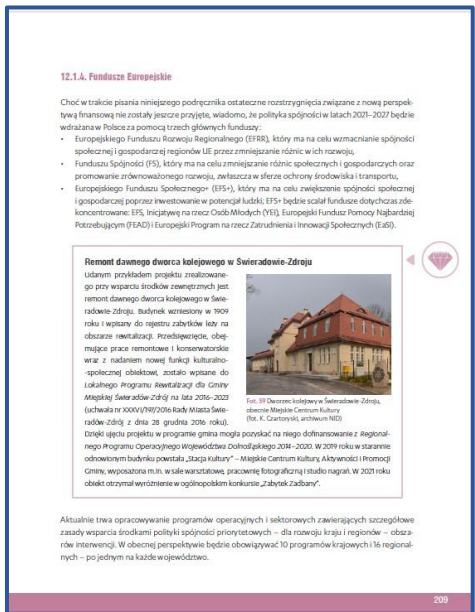 12.1.4. Fundusze Europejskie
Choć w trakcie pisania niniejszego podręcznika ostateczne rozstrzygnięcia związane z nową perspek-
tywą finansową nie zostały jeszcze przyjęte, wiadomo, że polityka spójności w latach 2021–2027 będzie
wdrażana w Polsce za pomocą trzech głównych funduszy:
• Europejskiego Funduszu Rozwoju Regionalnego (EFRR), który ma na celu wzmacnianie spójności
społecznej i gospodarczej regionów UE przez zmniejszanie różnic w ich rozwoju,
• Funduszu Spójności (FS), który ma na celu zmniejszanie różnic społecznych i gospodarczych oraz
promowanie zrównoważonego rozwoju, zwłaszcza w sferze ochrony środowiska i transportu,
• Europejskiego Funduszu Społecznego+ (EFS+), który ma na celu zwiększenie spójności społecznej
i gospodarczej poprzez inwestowanie w potencjał ludzki; EFS+ będzie scalał fundusze dotychczas zde-
koncentrowane: EFS, Inicjatywę na rzecz Osób Młodych (YEI), Europejski Fundusz Pomocy Najbardziej
Potrzebującym (FEAD) i Europejski Program na rzecz Zatrudnienia i Innowacji Społecznych (EaSI).
Remont dawnego dworca kolejowego w Świeradowie-Zdroju
Udanym przykładem projektu zrealizowane-
go przy wsparciu środków zewnętrznych jest
remont dawnego dworca kolejowego w Świe-
radowie-Zdroju. Budynek wzniesiony w 1909
roku i wpisany do rejestru zabytków leży na
obszarze rewitalizacji. Przedsięwzięcie, obej-
mujące prace remontowe i konserwatorskie
wraz z nadaniem nowej funkcji kulturalno-
-społecznej obiektowi, zostało wpisane do
Lokalnego Programu Rewitalizacji dla Gminy
Miejskiej Świeradów-Zdrój na lata 2016–2023
(uchwała nr XXXVI/191/2016 Rady Miasta Świe-
radów-Zdrój z dnia 28 grudnia 2016 roku).
Fot. 59 Dworzec kolejowy w Świeradowie-Zdroju,
obecnie Miejskie Centrum Kultury
(fot. K. Czartoryski, archiwum NID)
Dzięki ujęciu projektu w programie gmina mogła pozyskać na niego dofinansowanie z Regional-
nego Programu Operacyjnego Województwa Dolnośląskiego 2014–2020. W 2019 roku w starannie
odnowionym budynku powstała „Stacja Kultury” – Miejskie Centrum Kultury, Aktywności i Promocji
Gminy, wyposażona m.in. w sale warsztatowe, pracownię fotograficzną i studio nagrań. W 2021 roku
obiekt otrzymał wyróżnienie w ogólnopolskim konkursie „Zabytek Zadbany”.
Aktualnie trwa opracowywanie programów operacyjnych i sektorowych zawierających szczegółowe
zasady wsparcia środkami polityki spójności priorytetowych – dla rozwoju kraju i regionów – obsza-
rów interwencji. W obecnej perspektywie będzie obowiązywać 10 programów krajowych i 16 regional-
nych – po jednym na każde województwo.
209